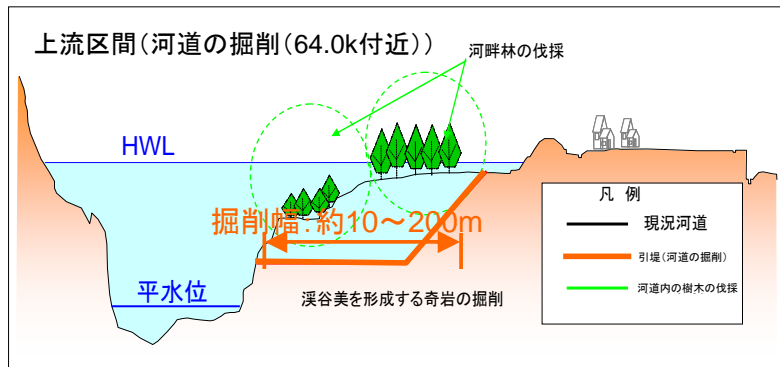 上流区間(河道の掘削(64.0k付近))
河畔林の伐採
HWL
掘削幅:約10～200m
平水位
渓谷美を形成する奇岩の掘削
凡 例
現況河道
引堤(河道の掘削)
河道内の樹木の伐採